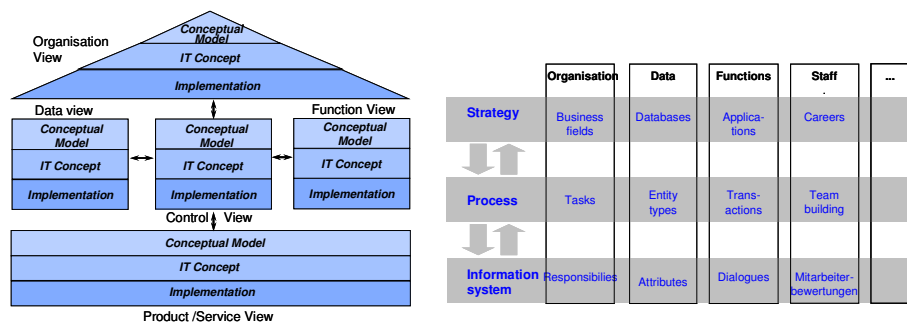 Organisation
View
Conceptual
Model
IT Concept
Implementation
Data view
Function View
Conceptual
Model
IT Concept
Implementation
Conceptual
Model
IT Concept
Implementation
Conceptual
Model
IT Concept
Implementation
Control View
Conceptual Model
IT Concept
Implementation
Product /Service View
Organisation
Data
Functions
Staff
.
...
Strategy
Business
fields
Databases
Applica-
tions
Careers
Process
Tasks
Entity
types
Trans-
actions
Team
building
Information
system
Responsibilies
Attributes
Dialogues
Mitarbeiter-
bewertungen